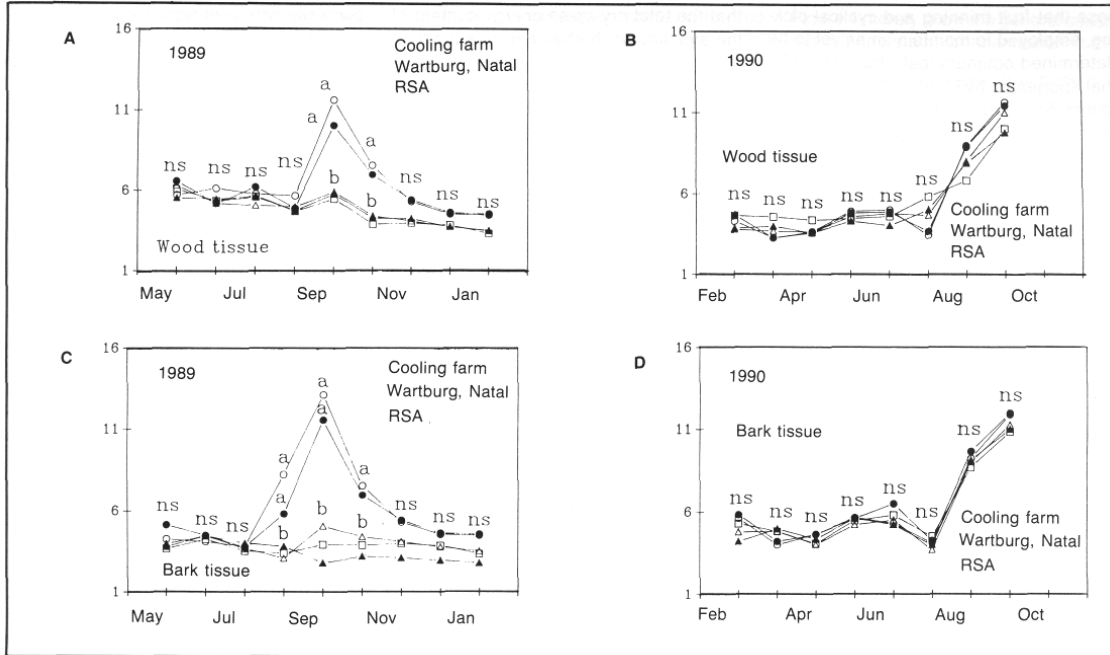 A
16
1989
Cooling farm
Wartburg, Natal
RSA
11
6
1
a
a
a
ns
ns
ns
ns
b
b
ns
ns
ns
Wood tissue
May
Jul
Sep
Nov
Jan
B
16
1990
11
6
1
ns
ns
Wood tissue
ns
ns
ns
ns
ns
ns
Cooling farm
Wartburg, Natal
RSA
Feb
Apr
Jun
Aug
Oct
C
16
1989
Cooling farm
Wartburg, Natal
RSA
11
6
1
a
a
a
a
a
ns
ns
ns
b
b
b
ns
ns
ns
Bark tissue
May
Jul
Sep
Nov
Jan
D
16
1990
11
6
1
ns
Bark tissue
ns
ns
ns
ns
ns
ns
ns
Cooling farm
Wartburg, Natal
RSA
Feb
Apr
Jun
Aug
Oct